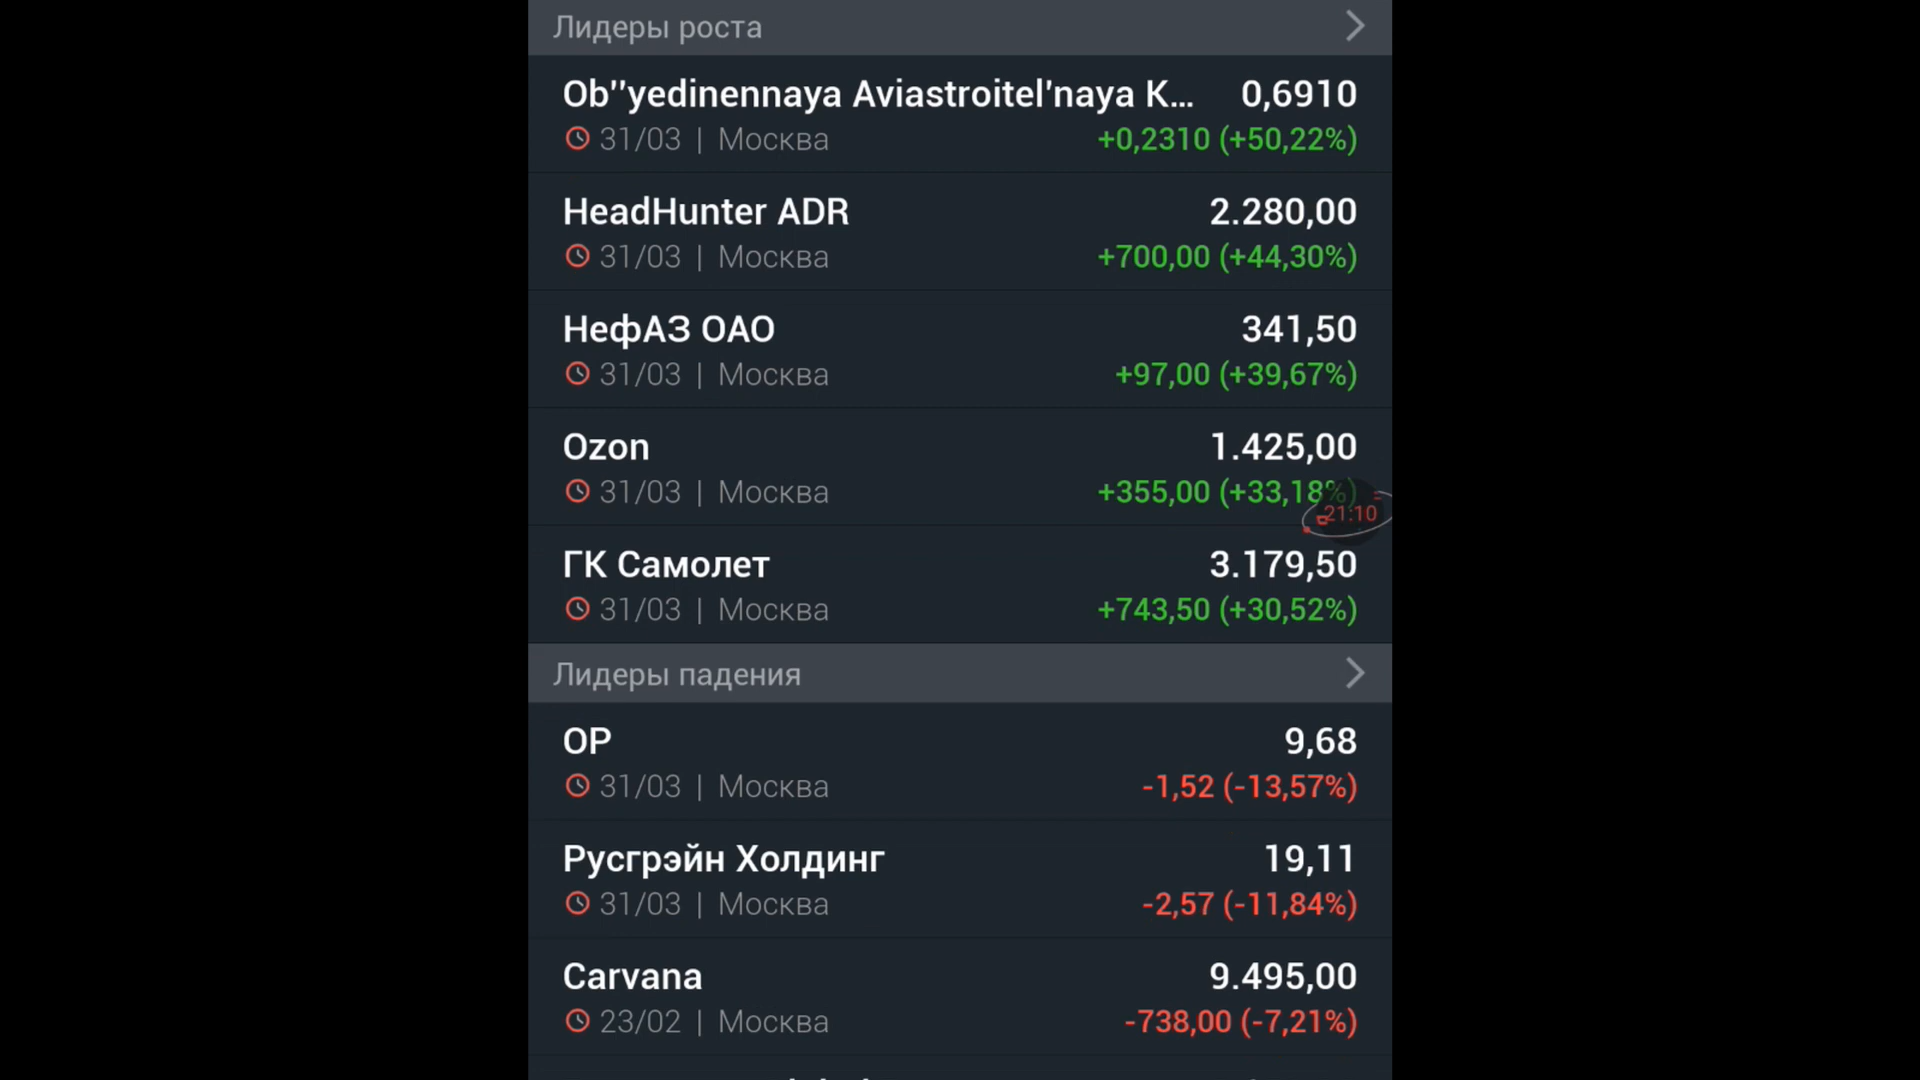 Лидеры роста
Ob''yedinennaya Aviastroitel'naya K... 0,6910
31/03 | Москва +0,2310 (+50,22%)
HeadHunter ADR 2.280,00
31/03 | Москва +700,00 (+44,30%)
НефАЗ ОАО 341,50
31/03 | Москва +97,00 (+39,67%)
Ozon 1.425,00
31/03 | Москва +355,00 (+33,18%)
21:10
ГК Самолет 3.179,50
31/03 | Москва +743,50 (+30,52%)
Лидеры падения
ОР 9,68
31/03 | Москва -1,52 (-13,57%)
Русгрэйн Холдинг 19,11
31/03 | Москва -2,57 (-11,84%)
Carvana 9.495,00
23/02 | Москва -738,00 (-7,21%)